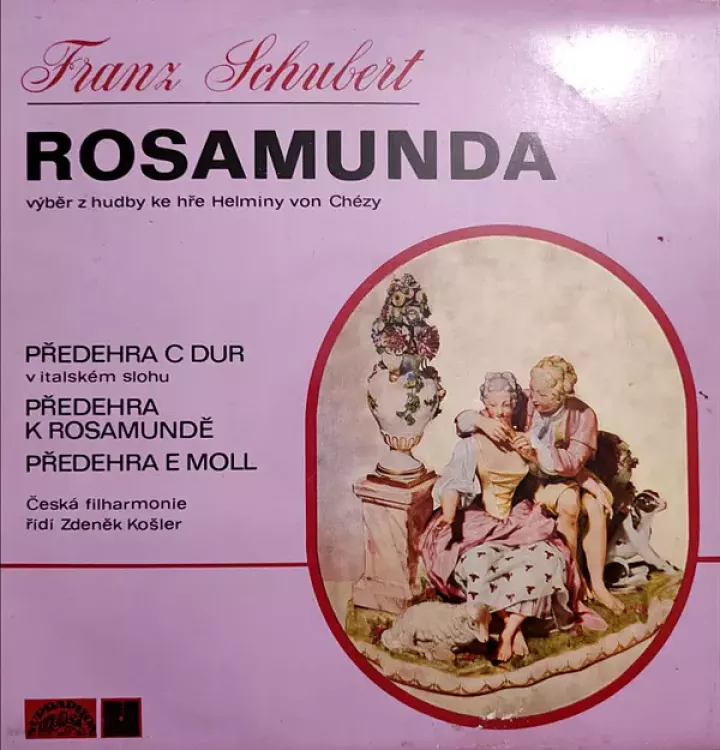 Franz Schubert
ROSAMUNDA
výběr z hudby ke hře Helminy von Chézy
PŘEDEHRA C DUR
v italském slohu
PŘEDEHRA
K ROSAMUNDĚ
PŘEDEHRA E MOLL
Česká filharmonie
řídí Zdeněk Košler
SUPRAPHON